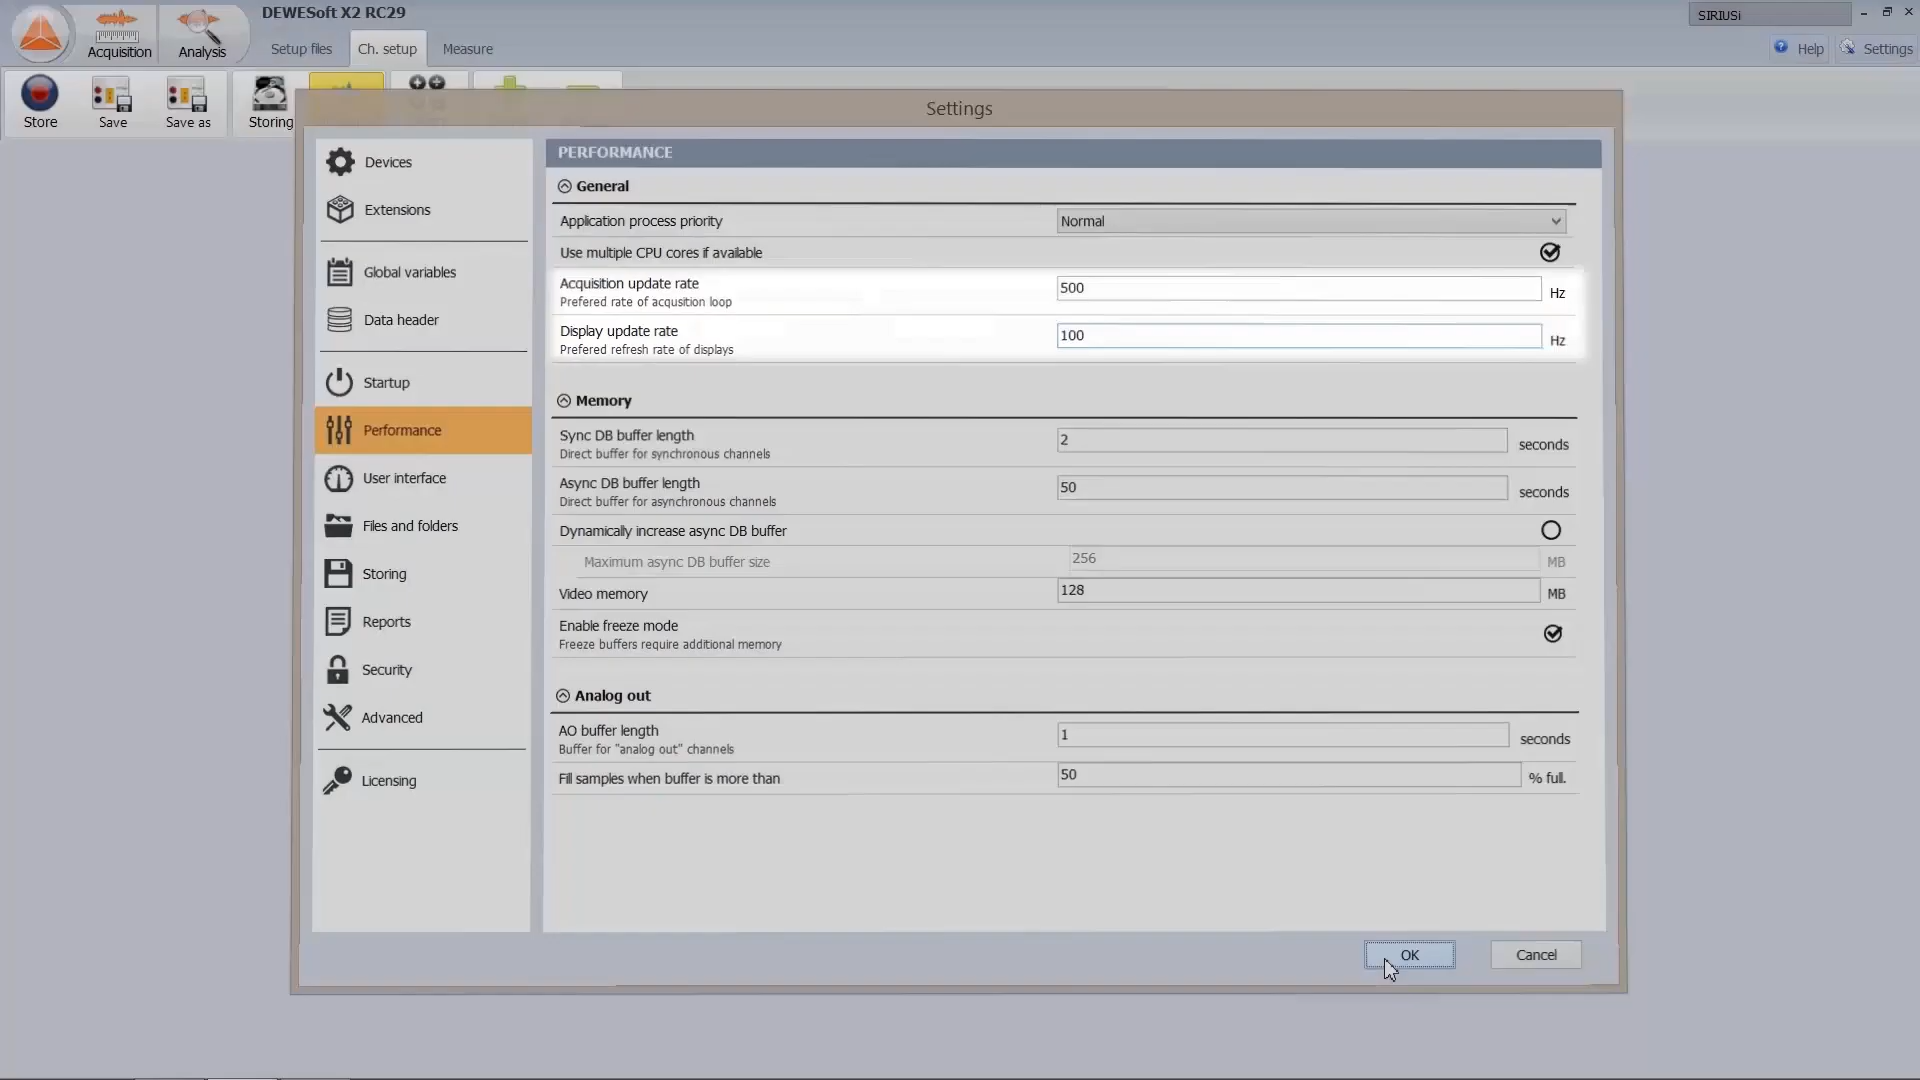 DEWESoft X2 RC29
SIRIUSi
Acquisition
Analysis
Setup files
Ch. setup
Measure
Help
Settings
Store
Save
Save as
Storing
Settings
Devices
Extensions
Global variables
Data header
Startup
Performance
User interface
Files and folders
Storing
Reports
Security
Advanced
Licensing
PERFORMANCE
General
Application process priority
Normal
Use multiple CPU cores if available
Acquisition update rate
Prefered rate of acqusition loop
500
Hz
Display update rate
Prefered refresh rate of displays
100
Hz
Memory
Sync DB buffer length
Direct buffer for synchronous channels
2
seconds
Async DB buffer length
Direct buffer for asynchronous channels
50
seconds
Dynamically increase async DB buffer
Maximum async DB buffer size
256
MB
Video memory
128
MB
Enable freeze mode
Freeze buffers require additional memory
Analog out
AO buffer length
Buffer for "analog out" channels
1
seconds
Fill samples when buffer is more than
50
% full.
OK
Cancel